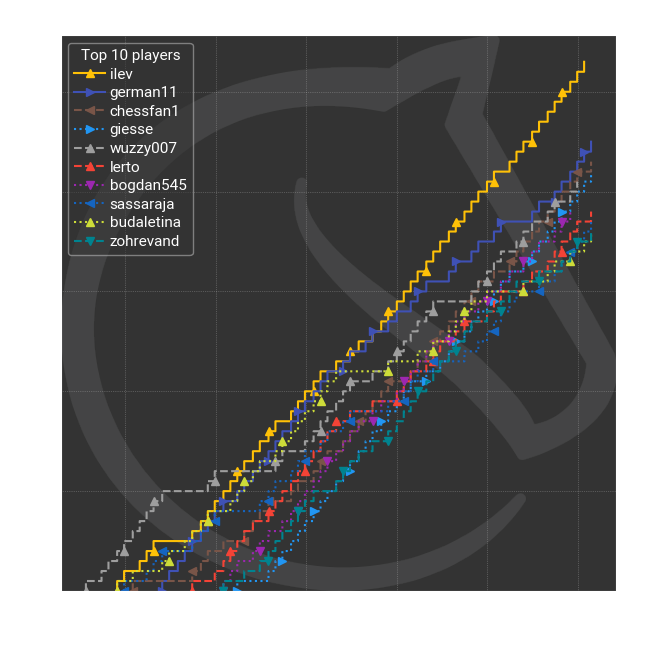 Top 10 players
ilev
german11
chessfan1
giesse
wuzzy007
lerto
bogdan545
sassaraja
budaletina
zohrevand